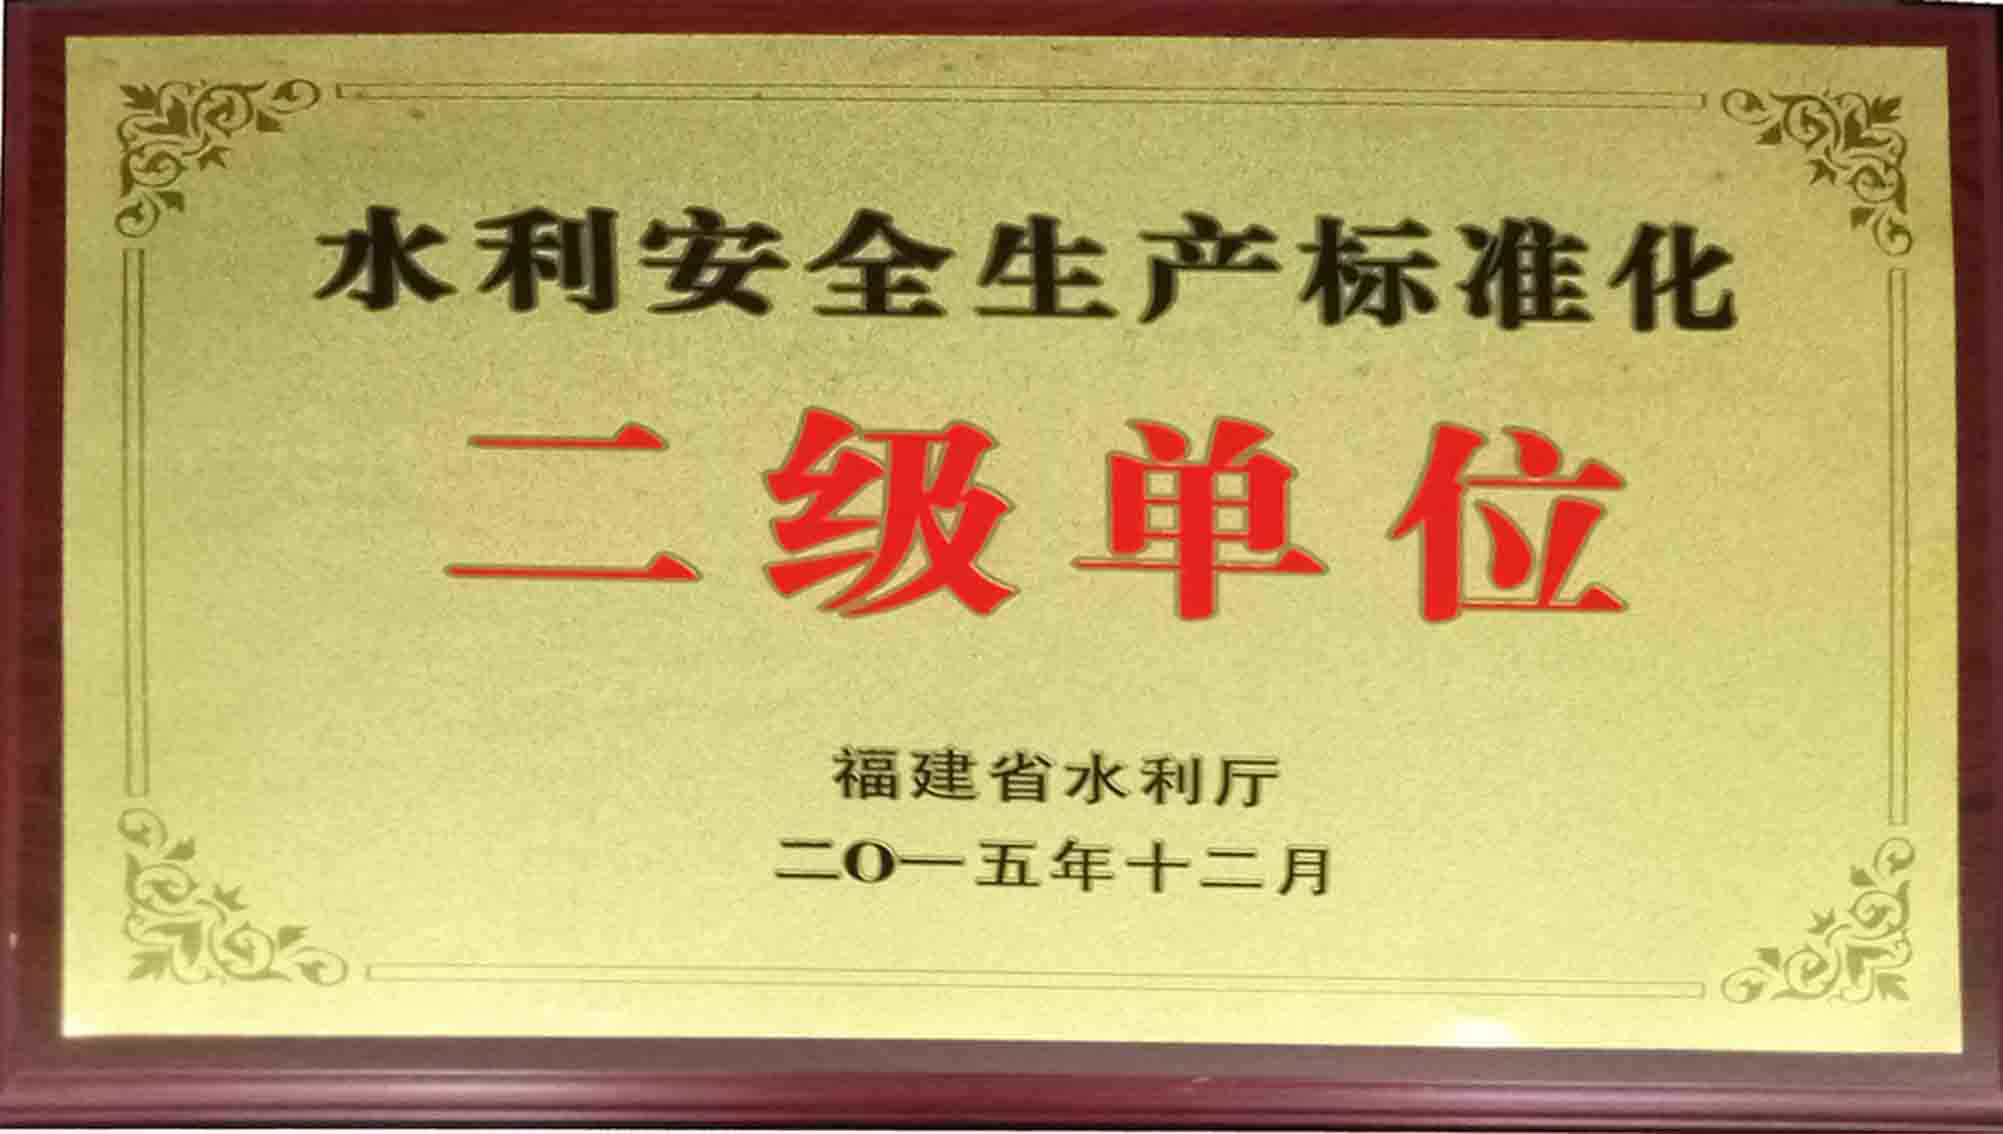 水利安全生产标准化
二级单位
福建省水利厅
二O一五年十二月